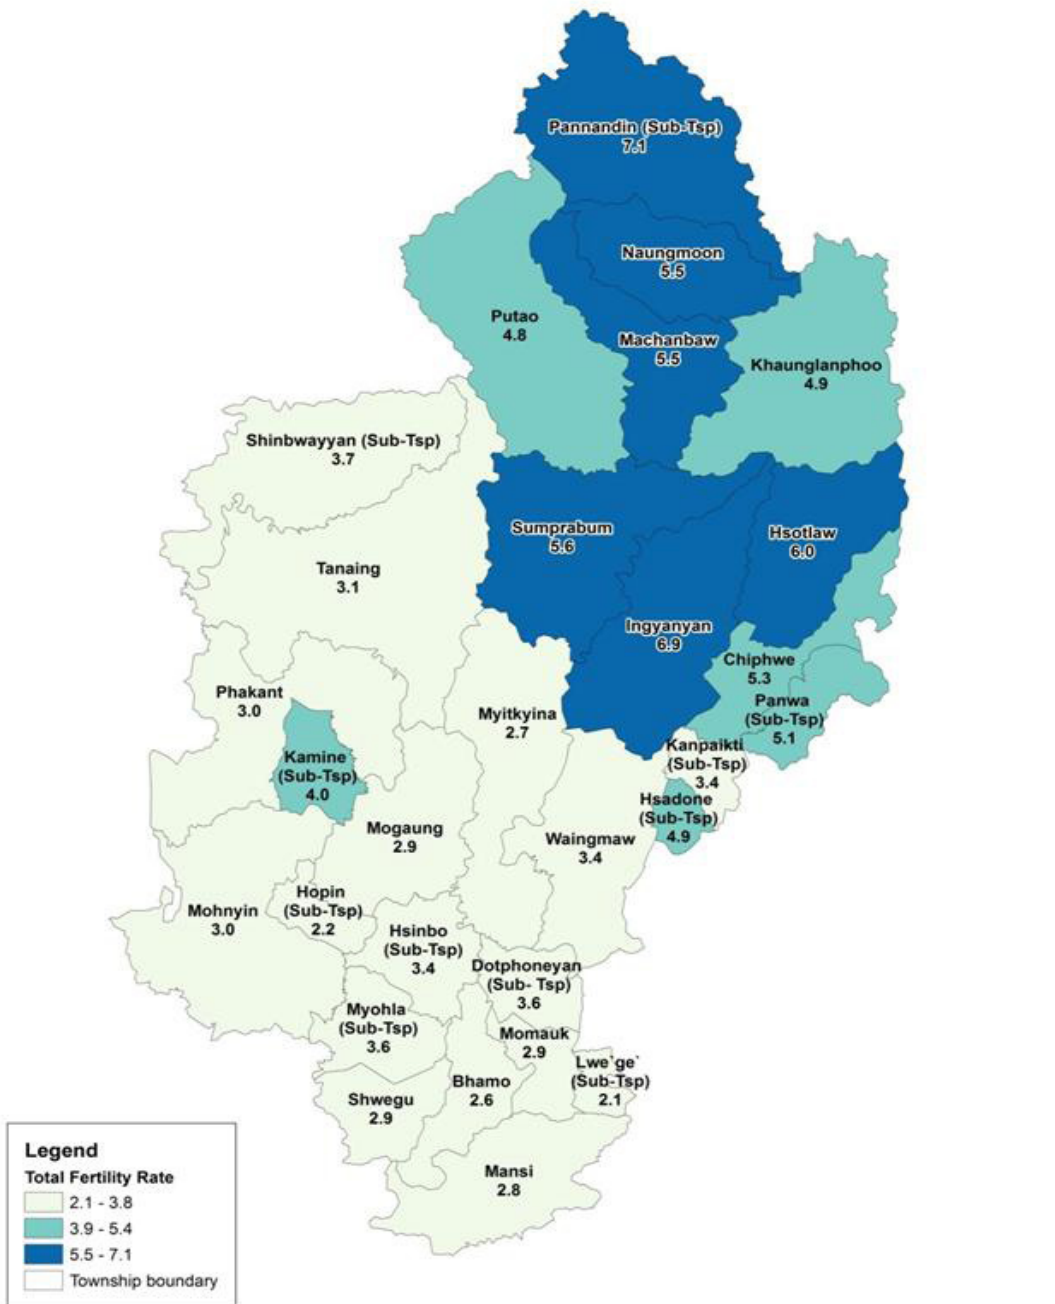 Pannandin (Sub-Tsp)
7.1
Naungmoon
5.5
Putao
4.8
Machanbaw
5.5
Khaunglanphoo
4.9
Shinbwayyan (Sub-Tsp)
3.7
Sumprabum
5.6
Hsotlaw
6.0
Tanaing
3.1
Ingyanyan
6.9
Chiphwe
5.3
Phakant
3.0
Panwa
(Sub-Tsp)
5.1
Myitkyina
2.7
Kanpaikti
(Sub-Tsp)
3.4
Kamine
(Sub-Tsp)
4.0
Hsadone
(Sub-Tsp)
4.9
Mogaung
2.9
Waingmaw
3.4
Hopin
(Sub-Tsp)
2.2
Mohnyin
3.0
Hsinbo
(Sub-Tsp)
3.4
Dotphoneyan
(Sub- Tsp)
3.6
Myohla
(Sub-Tsp)
3.6
Momauk
2.9
Lwe`ge`
(Sub-Tsp)
2.1
Bhamo
2.6
Shwegu
2.9
Mansi
2.8
Legend
Total Fertility Rate
2.1 - 3.8
3.9 - 5.4
5.5 - 7.1
Township boundary